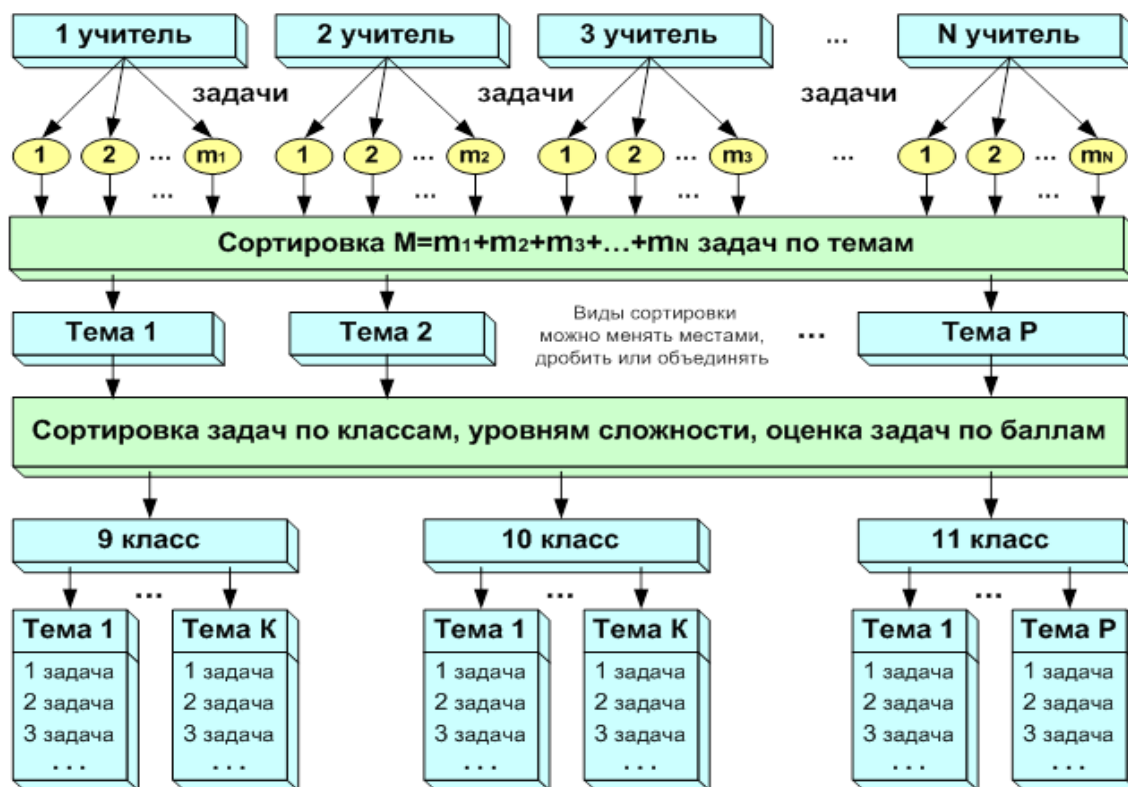 1 учитель 2 учитель 3 учитель ... N учитель
задачи задачи задачи
1 2 ... m1 1 2 ... m2 1 2 ... m3 ... 1 2 ... mN
... ... ... ...
Сортировка M=m1+m2+m3+...+mN задач по темам
Тема 1 Тема 2 ... Тема P
Виды сортировки
можно менять местами,
дробить или объединять
Сортировка задач по классам, уровням сложности, оценка задач по баллам
9 класс 10 класс 11 класс
... ... ...
Тема 1 Тема К Тема 1 Тема К Тема 1 Тема P
1 задача 1 задача 1 задача 1 задача 1 задача 1 задача
2 задача 2 задача 2 задача 2 задача 2 задача 2 задача
3 задача 3 задача 3 задача 3 задача 3 задача 3 задача
... ... ... ... ... ...